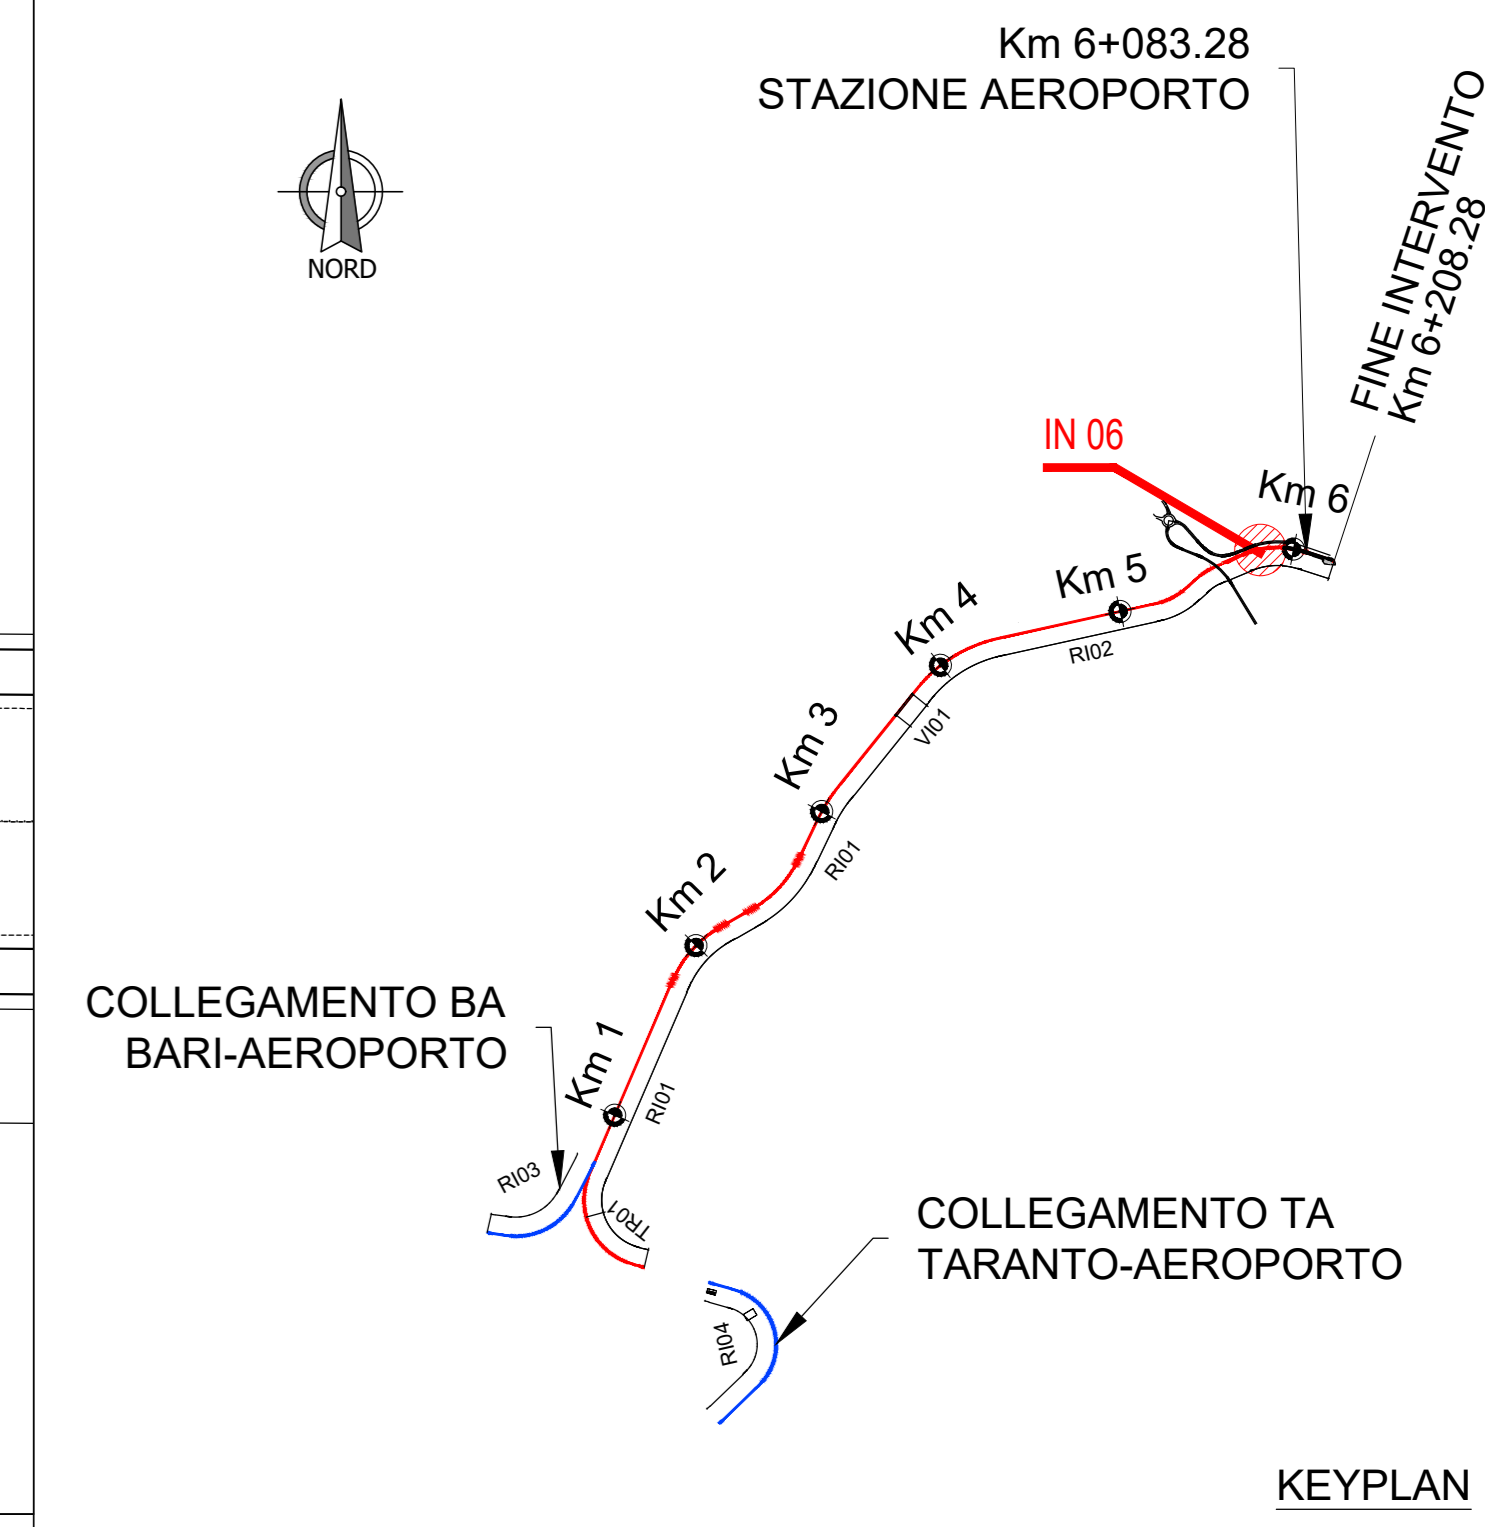 Km 6+083.28
STAZIONE AEROPORTO
FINE INTERVENTO
Km 6+208.28
NORD
IN 06
Km 6
Km 5
Km 4
RI02
VI01
Km 3
RI01
Km 2
COLLEGAMENTO BA
BARI-AEROPORTO
Km 1
RI01
RI03
TR01
COLLEGAMENTO TA
TARANTO-AEROPORTO
RI04
KEYPLAN